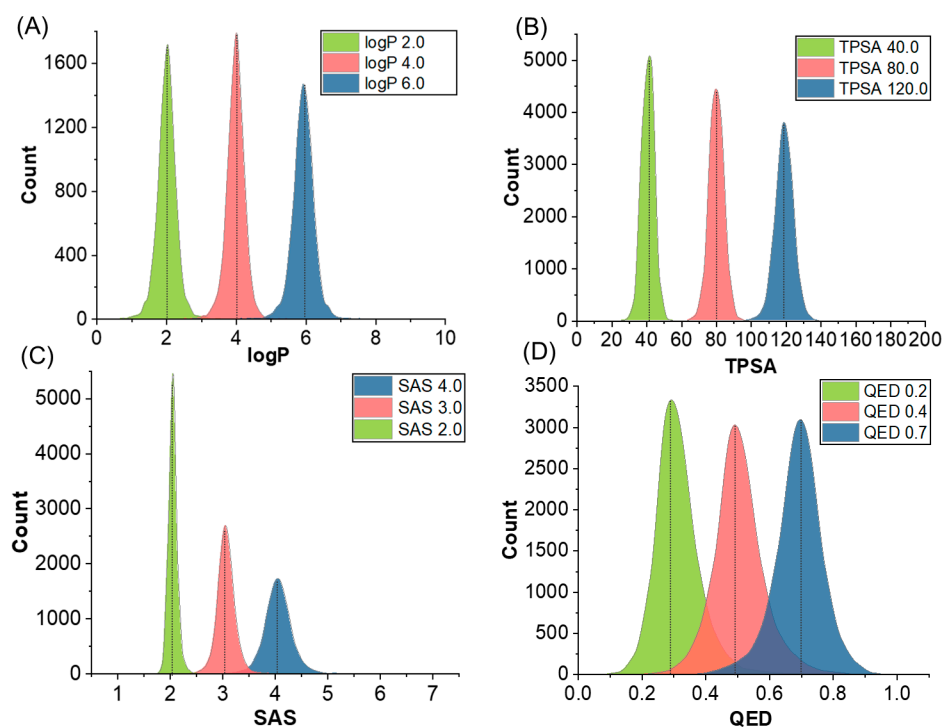 (A)
logP 2.0
logP 4.0
logP 6.0
Count
1600
1200
800
400
0
0 2 4 6 8 10
logP
(B)
TPSA 40.0
TPSA 80.0
TPSA 120.0
Count
5000
4000
3000
2000
1000
0
0 20 40 60 80 100 120 140 160 180 200
TPSA
(C)
SAS 4.0
SAS 3.0
SAS 2.0
Count
5000
4000
3000
2000
1000
0
1 2 3 4 5 6 7
SAS
(D)
QED 0.2
QED 0.4
QED 0.7
Count
3500
3000
2500
2000
1500
1000
500
0
0.0 0.2 0.4 0.6 0.8 1.0
QED